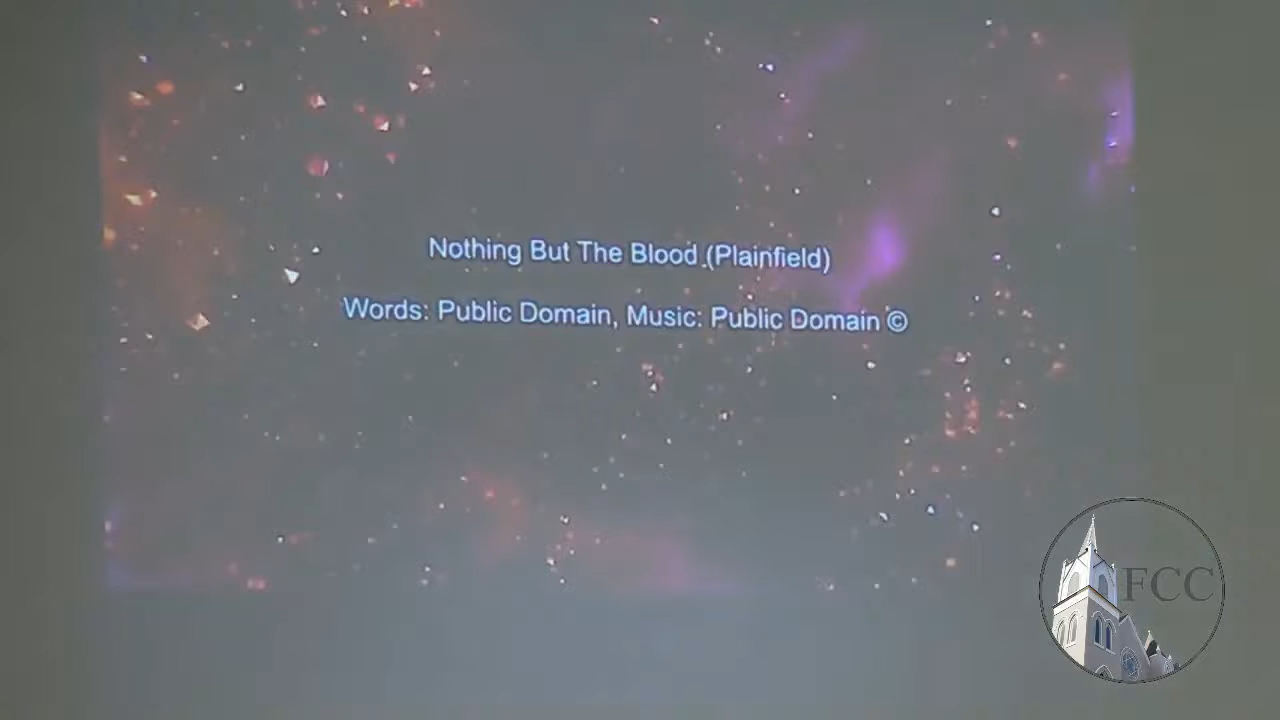 Nothing But The Blood (Plainfield)
Words: Public Domain, Music: Public Domain ©
FCC